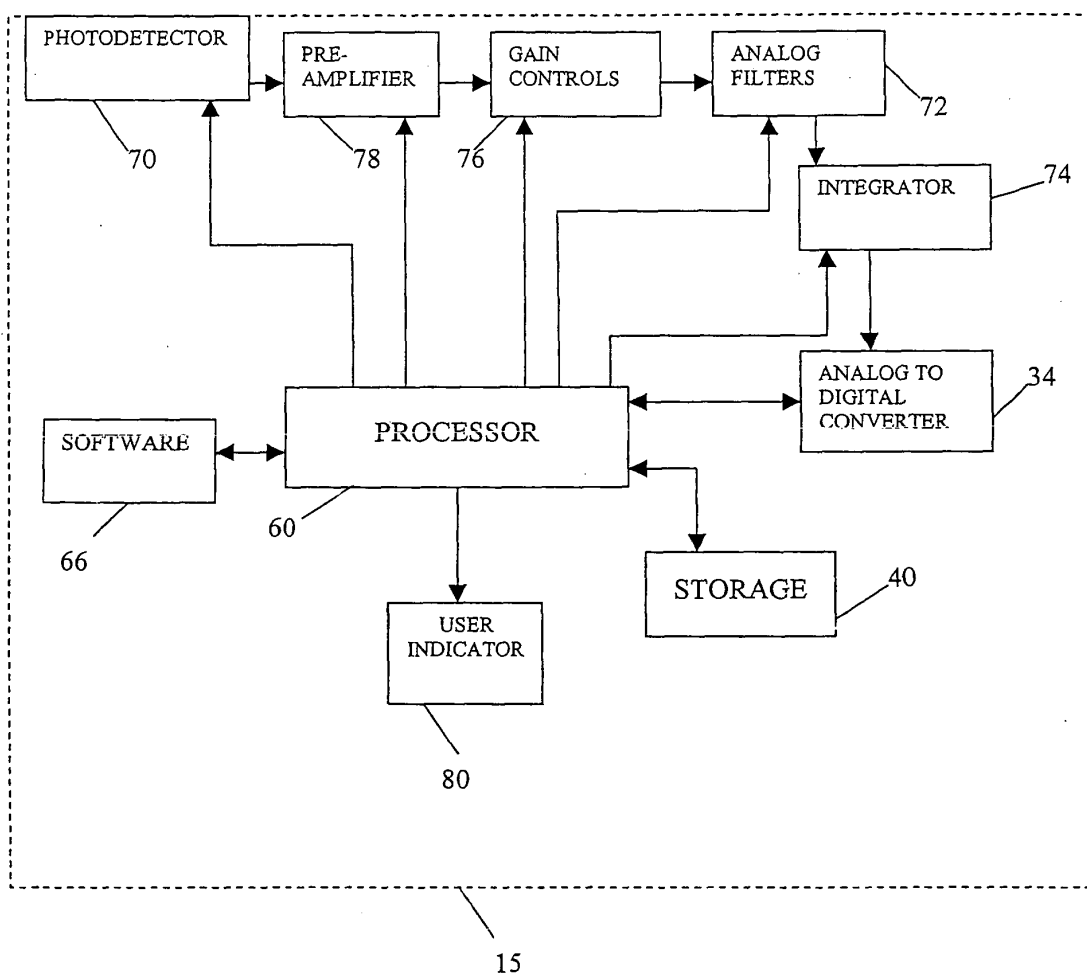 PHOTODETECTOR
PRE-
AMPLIFIER
GAIN
CONTROLS
ANALOG
FILTERS
70
78
76
72
INTEGRATOR
74
ANALOG TO
DIGITAL
CONVERTER
34
PROCESSOR
SOFTWARE
60
66
STORAGE
40
USER
INDICATOR
80
15